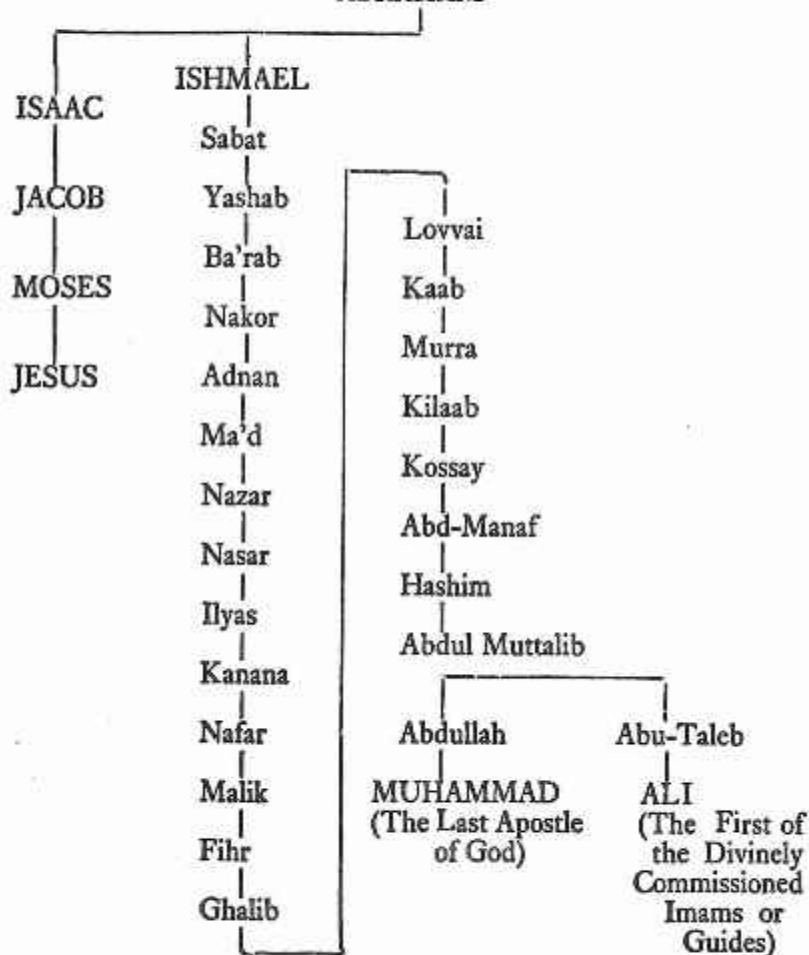 ISHMAEL
ISAAC
Sabat
JACOB
Yashab
Ba'rab
MOSES
Nakor
JESUS
Adnan
Ma'd
Nazar
Nasar
Ilyas
Kanana
Nafar
Malik
Fihr
Ghalib
Lovvai
Kaab
Murra
Kilaab
Kossay
Abd-Manaf
Hashim
Abdul Muttalib
Abdullah
Abu-Taleb
MUHAMMAD
(The Last Apostle
of God)
ALI
(The First of
the Divinely
Commissioned
Imams or
Guides)